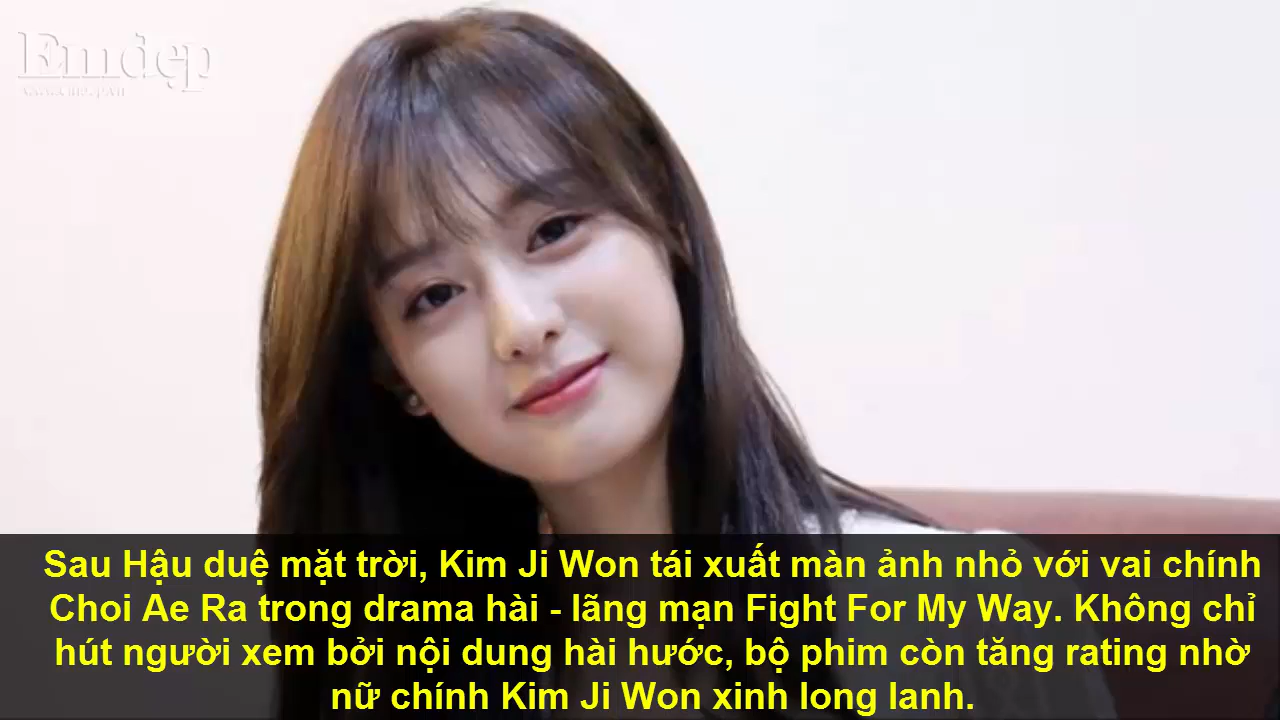 Emdep
Sau Hậu duệ mặt trời, Kim Ji Won tái xuất màn ảnh nhỏ với vai chính
Choi Ae Ra trong drama hài - lãng mạn Fight For My Way. Không chỉ
hút người xem bởi nội dung hài hước, bộ phim còn tăng rating nhờ
nữ chính Kim Ji Won xinh long lanh.